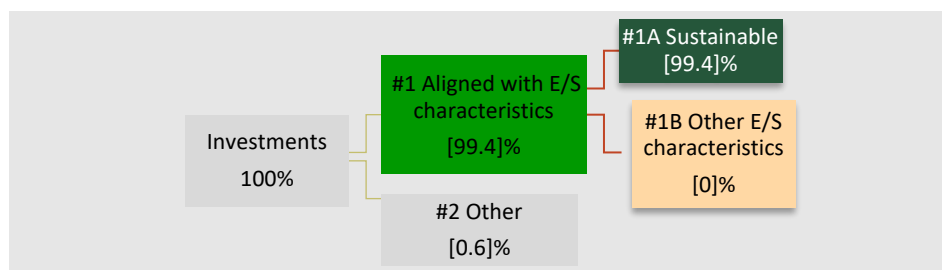 Investments
100%
#1 Aligned with E/S
characteristics
[99.4]%
#2 Other
[0.6]%
#1A Sustainable
[99.4]%
#1B Other E/S
characteristics
[0]%